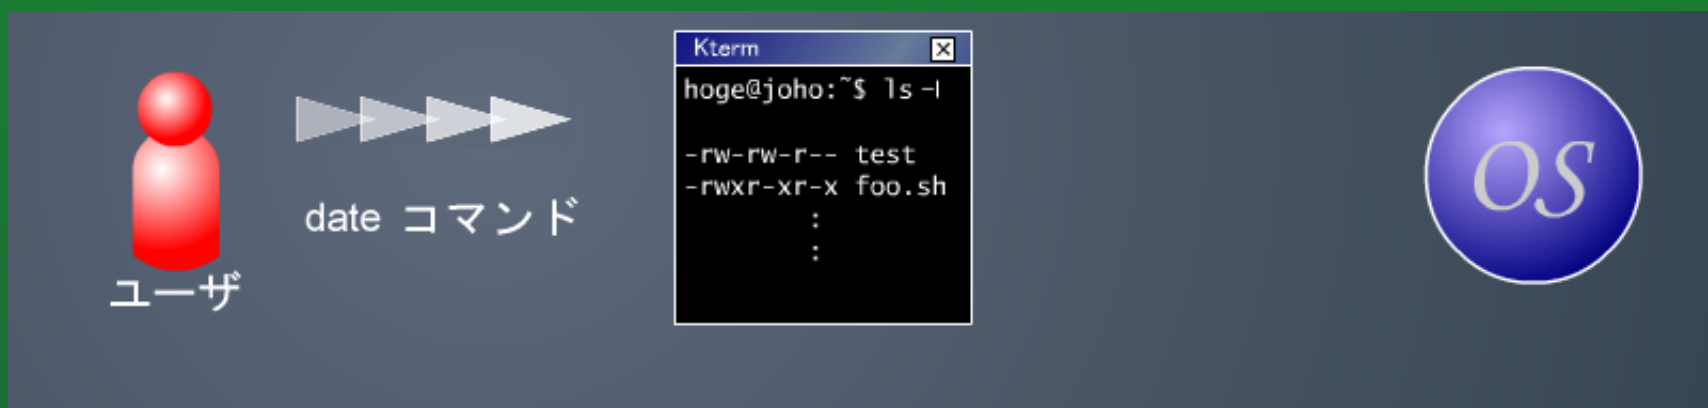 Kterm
hoge@joho:~$ ls -l
-rw-rw-r-- test
-rwxr-xr-x foo.sh
:
:
date コマンド
ユーザ
OS